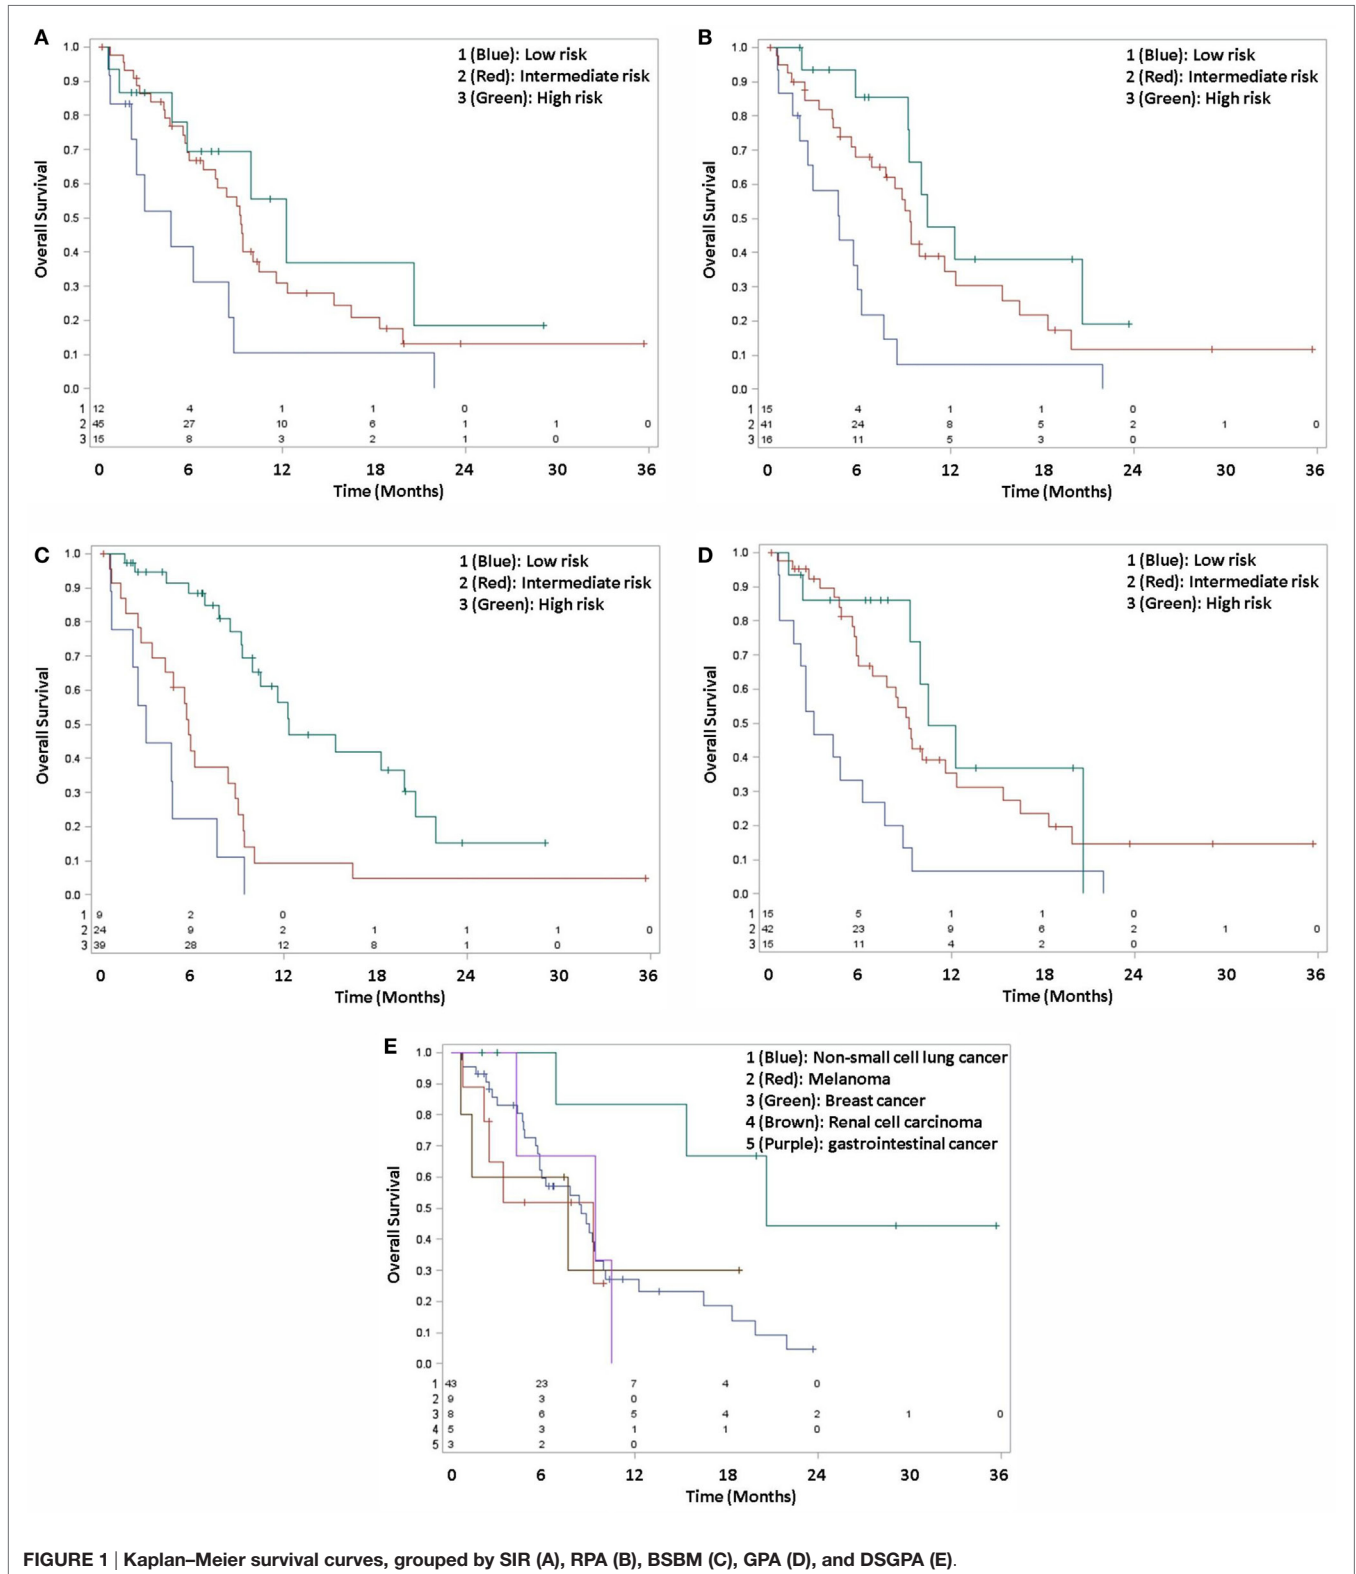 A
1.0
0.9
0.8
0.7
0.6
0.5
0.4
0.3
0.2
0.1
0.0
Overall Survival
1 (Blue): Low risk
2 (Red): Intermediate risk
3 (Green): High risk
1 12 4 1 1 0
2 45 27 10 6 1 1 0
3 15 8 3 2 1 0
0 6 12 18 24 30 36
Time (Months)
B
1.0
0.9
0.8
0.7
0.6
0.5
0.4
0.3
0.2
0.1
0.0
Overall Survival
1 (Blue): Low risk
2 (Red): Intermediate risk
3 (Green): High risk
1 15 4 1 1 0
2 41 24 8 5 2 1 0
3 16 11 5 3 0
0 6 12 18 24 30 36
Time (Months)
C
1.0
0.9
0.8
0.7
0.6
0.5
0.4
0.3
0.2
0.1
0.0
Overall Survival
1 (Blue): Low risk
2 (Red): Intermediate risk
3 (Green): High risk
1 9 2 0
2 24 9 2 1 1 1 0
3 39 28 12 8 1 0
0 6 12 18 24 30 36
Time (Months)
D
1.0
0.9
0.8
0.7
0.6
0.5
0.4
0.3
0.2
0.1
0.0
Overall Survival
1 (Blue): Low risk
2 (Red): Intermediate risk
3 (Green): High risk
1 15 5 1 1 0
2 42 23 9 6 2 1 0
3 15 11 4 2 0
0 6 12 18 24 30 36
Time (Months)
E
1.0
0.9
0.8
0.7
0.6
0.5
0.4
0.3
0.2
0.1
0.0
Overall Survival
1 (Blue): Non-small cell lung cancer
2 (Red): Melanoma
3 (Green): Breast cancer
4 (Brown): Renal cell carcinoma
5 (Purple): gastrointestinal cancer
1 43 23 7 4 0
2 9 3 0
3 8 6 5 4 2 1 0
4 5 3 1 1 0
5 3 2 0
0 6 12 18 24 30 36
Time (Months)
FIGURE 1 | Kaplan–Meier survival curves, grouped by SIR (A), RPA (B), BSBM (C), GPA (D), and DSGPA (E).